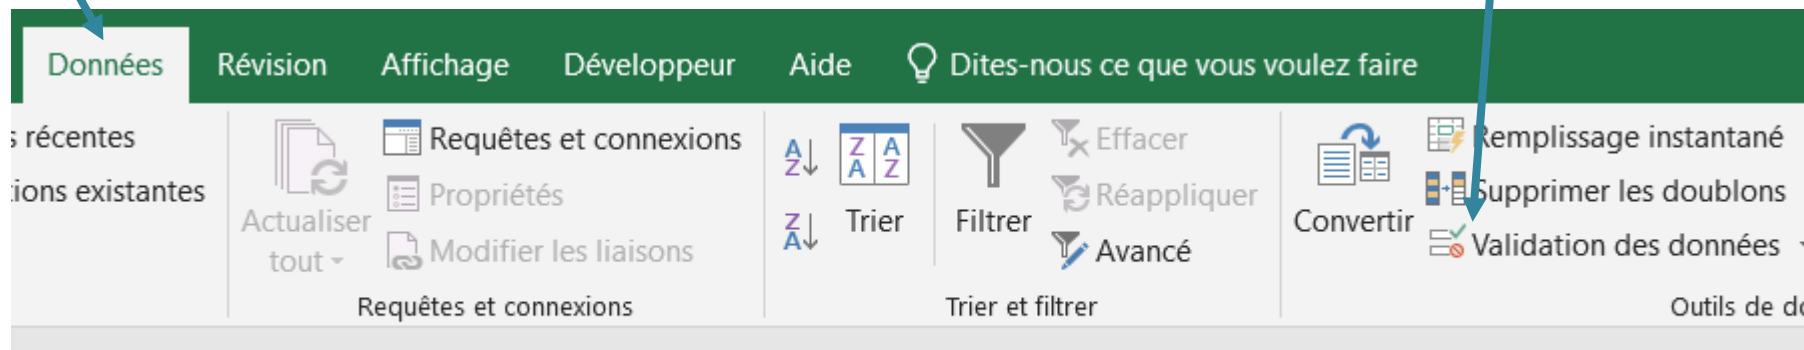 Données Révision Affichage Développeur Aide Dites-nous ce que vous voulez faire
récentes
existantes
Actualiser
tout
Requêtes et connexions
Propriétés
Modifier les liaisons
Requêtes et connexions
A
Z
Z
A
Z A
A Z
Trier
Filtrer
Effacer
Réappliquer
Avancé
Trier et filtrer
Convertir
Remplissage instantané
Supprimer les doublons
Validation des données
Outils de